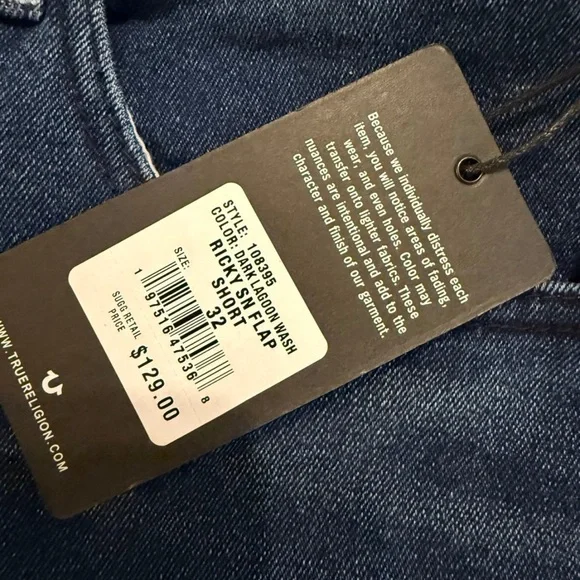 Because we individually distress each
item, you will notice areas of fading,
wear, and even holes. Color may
transfer onto lighter fabrics. These
nuances are intentional and add to the
character and finish of our garment.
STYLE: 106395
COLOR: DARK LAGOON WASH
RICKY SN FLAP
SHORT
SIZE: 32
1 97516 47536 8
SUGG RETAIL
PRICE $129.00
WWW.TRUERELIGION.COM